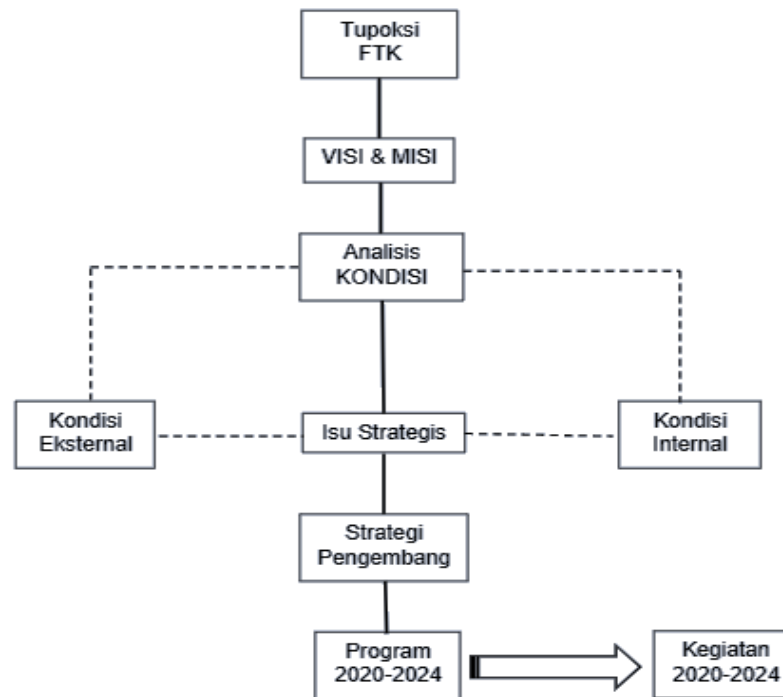 Tupoksi
FTK
VISI & MISI
Analisis
KONDISI
Kondisi
Eksternal
Isu Strategis
Kondisi
Internal
Strategi
Pengembang
Program
2020-2024
Kegiatan
2020-2024